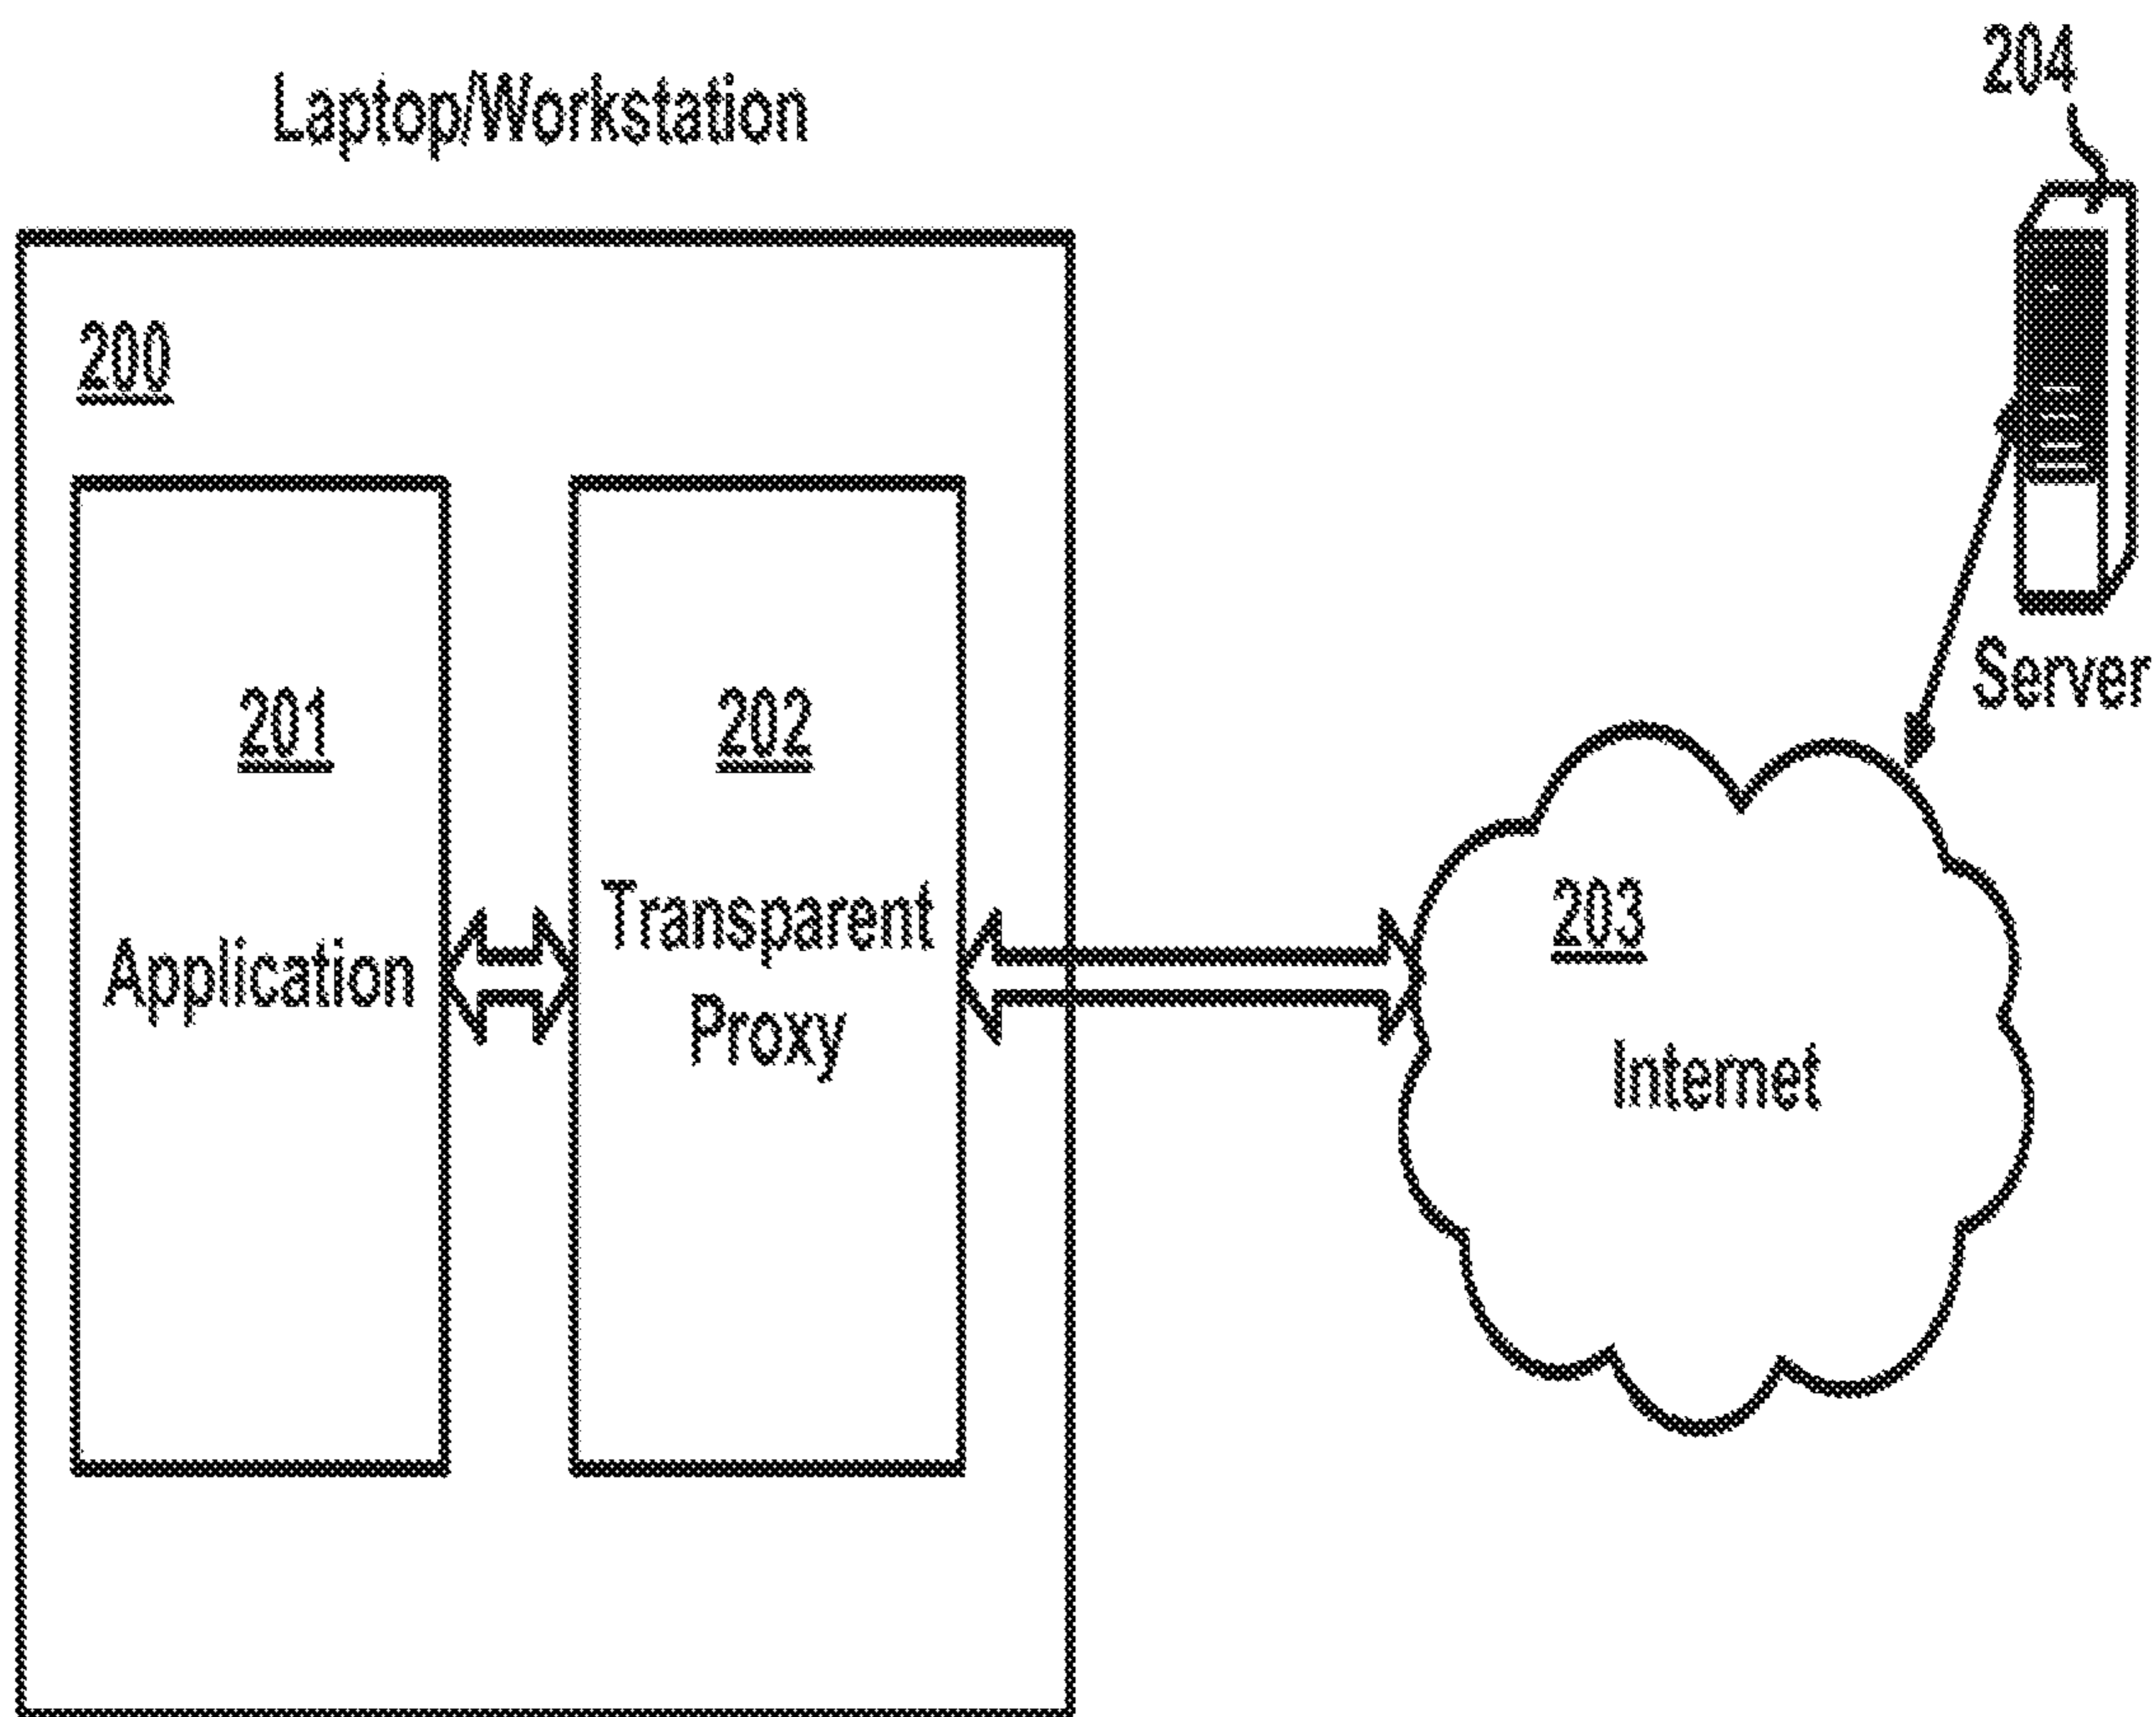 204
Laptop/Workstation
200
Server
201
202
Transparent
203
Application
Proxy
Internet